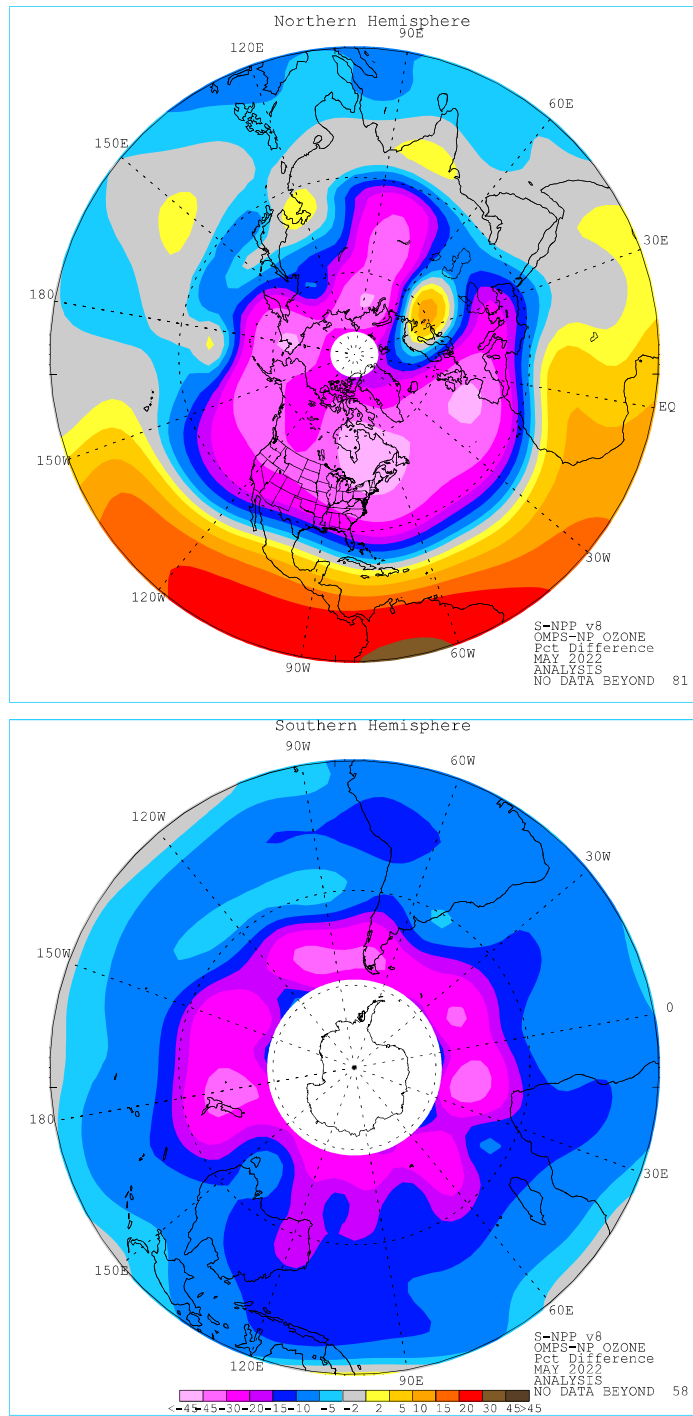 Northern Hemisphere
90E
120E
60E
150E
30E
180
EQ
150W
30W
120W
60W
90W
S-NPP v8
OMPS-NP OZONE
Pct Difference
MAY 2022
ANALYSIS
NO DATA BEYOND 81
Southern Hemisphere
90W
60W
120W
30W
150W
0
180
30E
150E
60E
120E
90E
S-NPP v8
OMPS-NP OZONE
Pct Difference
MAY 2022
ANALYSIS
NO DATA BEYOND 58
<-45 -45 -30 -20 -15 -10 -5 -2 2 5 10 15 20 30 45 >45